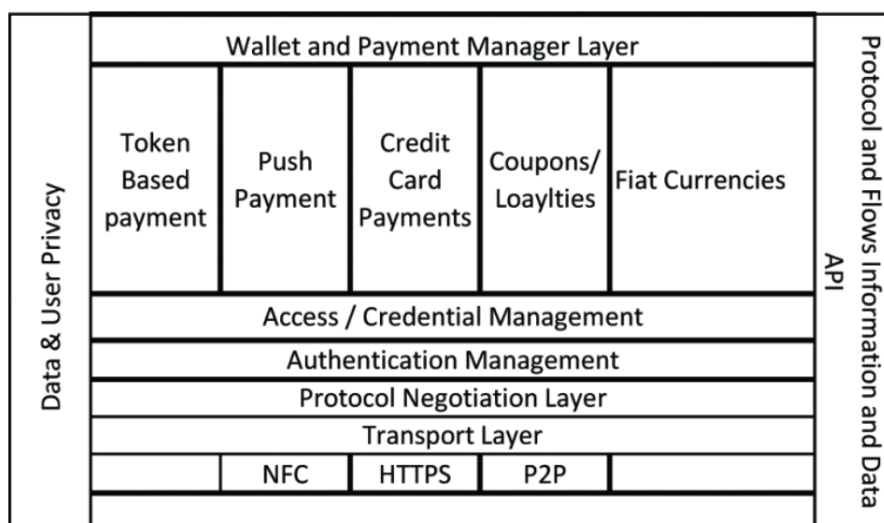 Wallet and Payment Manager Layer
Token
Based
payment
Push
Payment
Credit
Card
Payments
Coupons/
Loaylties
Fiat Currencies
Access / Credential Management
Authentication Management
Protocol Negotiation Layer
Transport Layer
NFC
HTTPS
P2P
Data & User Privacy
Protocol and Flows Information and Data
API